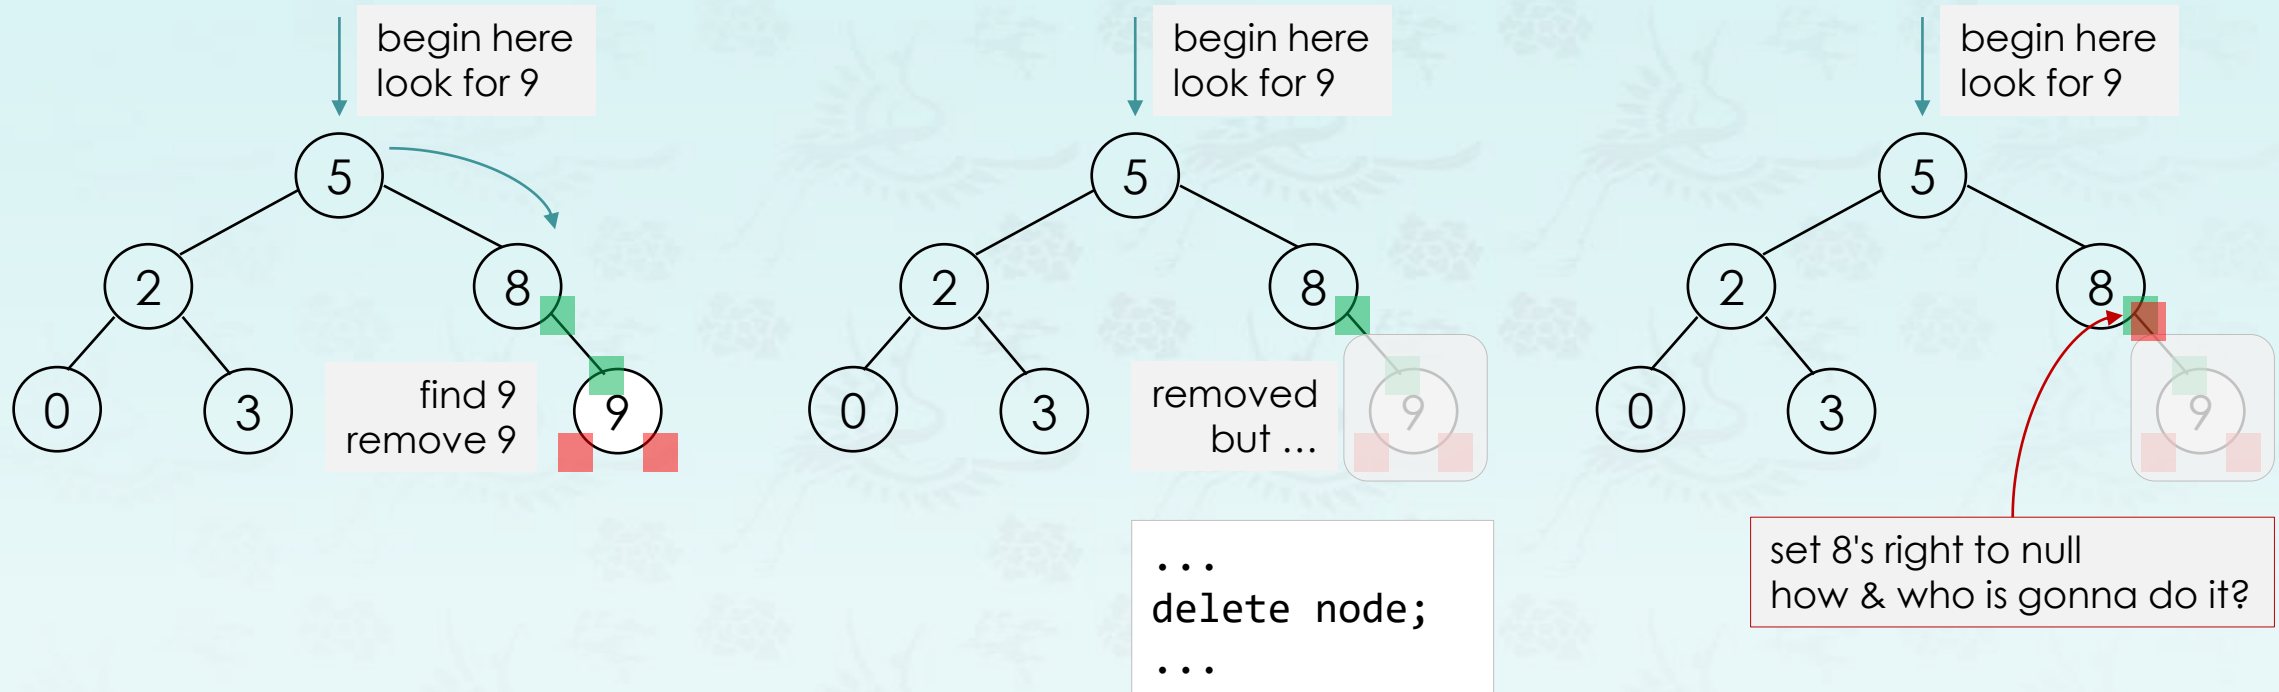 begin here
look for 9
5
2
8
0
3
find 9
remove 9
9
begin here
look for 9
5
2
8
0
3
removed
but ...
9
...
delete node;
...
begin here
look for 9
5
2
8
0
3
9
set 8's right to null
how & who is gonna do it?